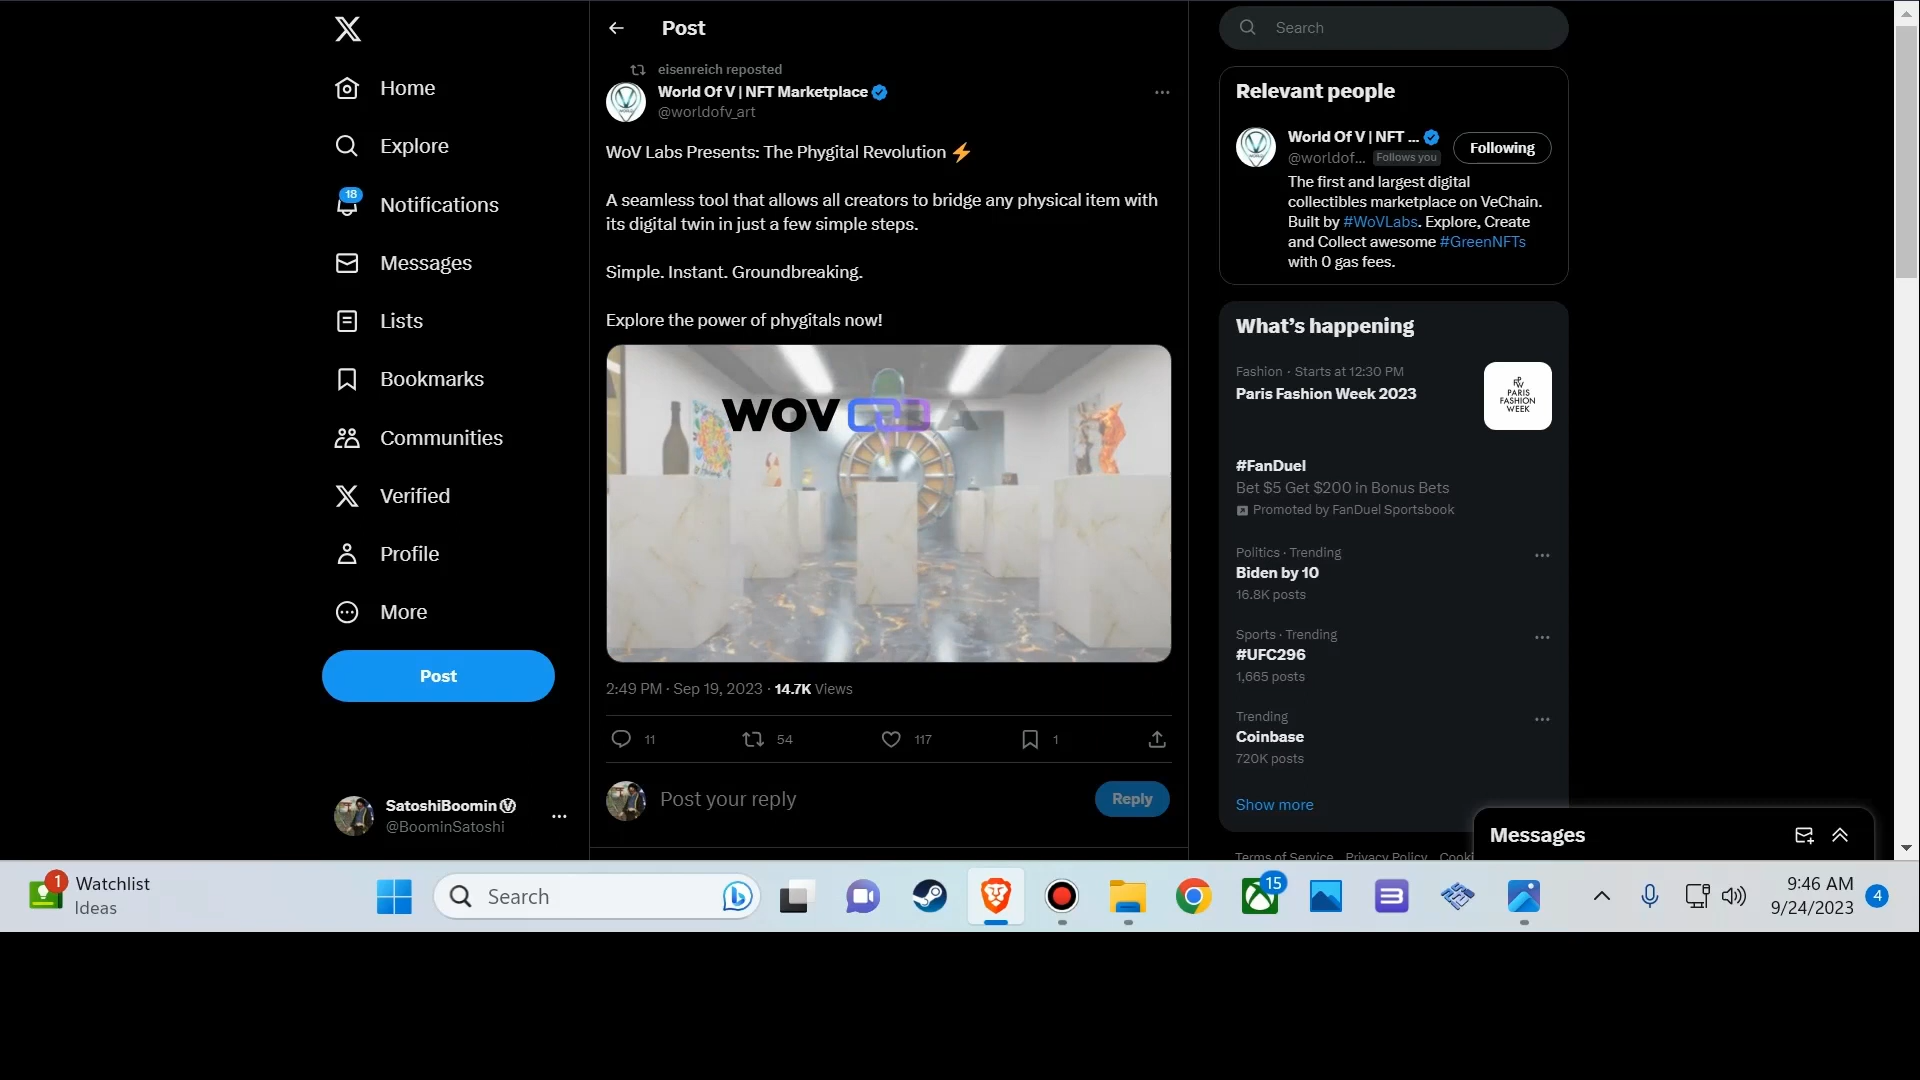 Home
Explore
18
Notifications
Messages
Lists
Bookmarks
Communities
Verified
Profile
More
Post
SatoshiBoomin
@BoominSatoshi
Post
eisenreich reposted
World Of V | NFT Marketplace
@worldofv_art
WoV Labs Presents: The Phygital Revolution ⚡
A seamless tool that allows all creators to bridge any physical item with
its digital twin in just a few simple steps.
Simple. Instant. Groundbreaking.
Explore the power of phygitals now!
WOV
2:49 PM · Sep 19, 2023 · 14.7K Views
11 54 117 1
Post your reply
Reply
Search
Relevant people
World Of V | NFT ...
@worldof... Follows you
Following
The first and largest digital
collectibles marketplace on VeChain.
Built by #WoVLabs. Explore, Create
and Collect awesome #GreenNFTs
with 0 gas fees.
What's happening
Fashion · Starts at 12:30 PM
Paris Fashion Week 2023
PARIS
FASHION
WEEK
#FanDuel
Bet $5 Get $200 in Bonus Bets
Promoted by FanDuel Sportsbook
Politics · Trending
Biden by 10
16.8K posts
Sports · Trending
#UFC296
1,665 posts
Trending
Coinbase
720K posts
Show more
Terms of Service Privacy Policy Cooki
Messages
1
Watchlist
Ideas
Search
15
9:46 AM
9/24/2023
4